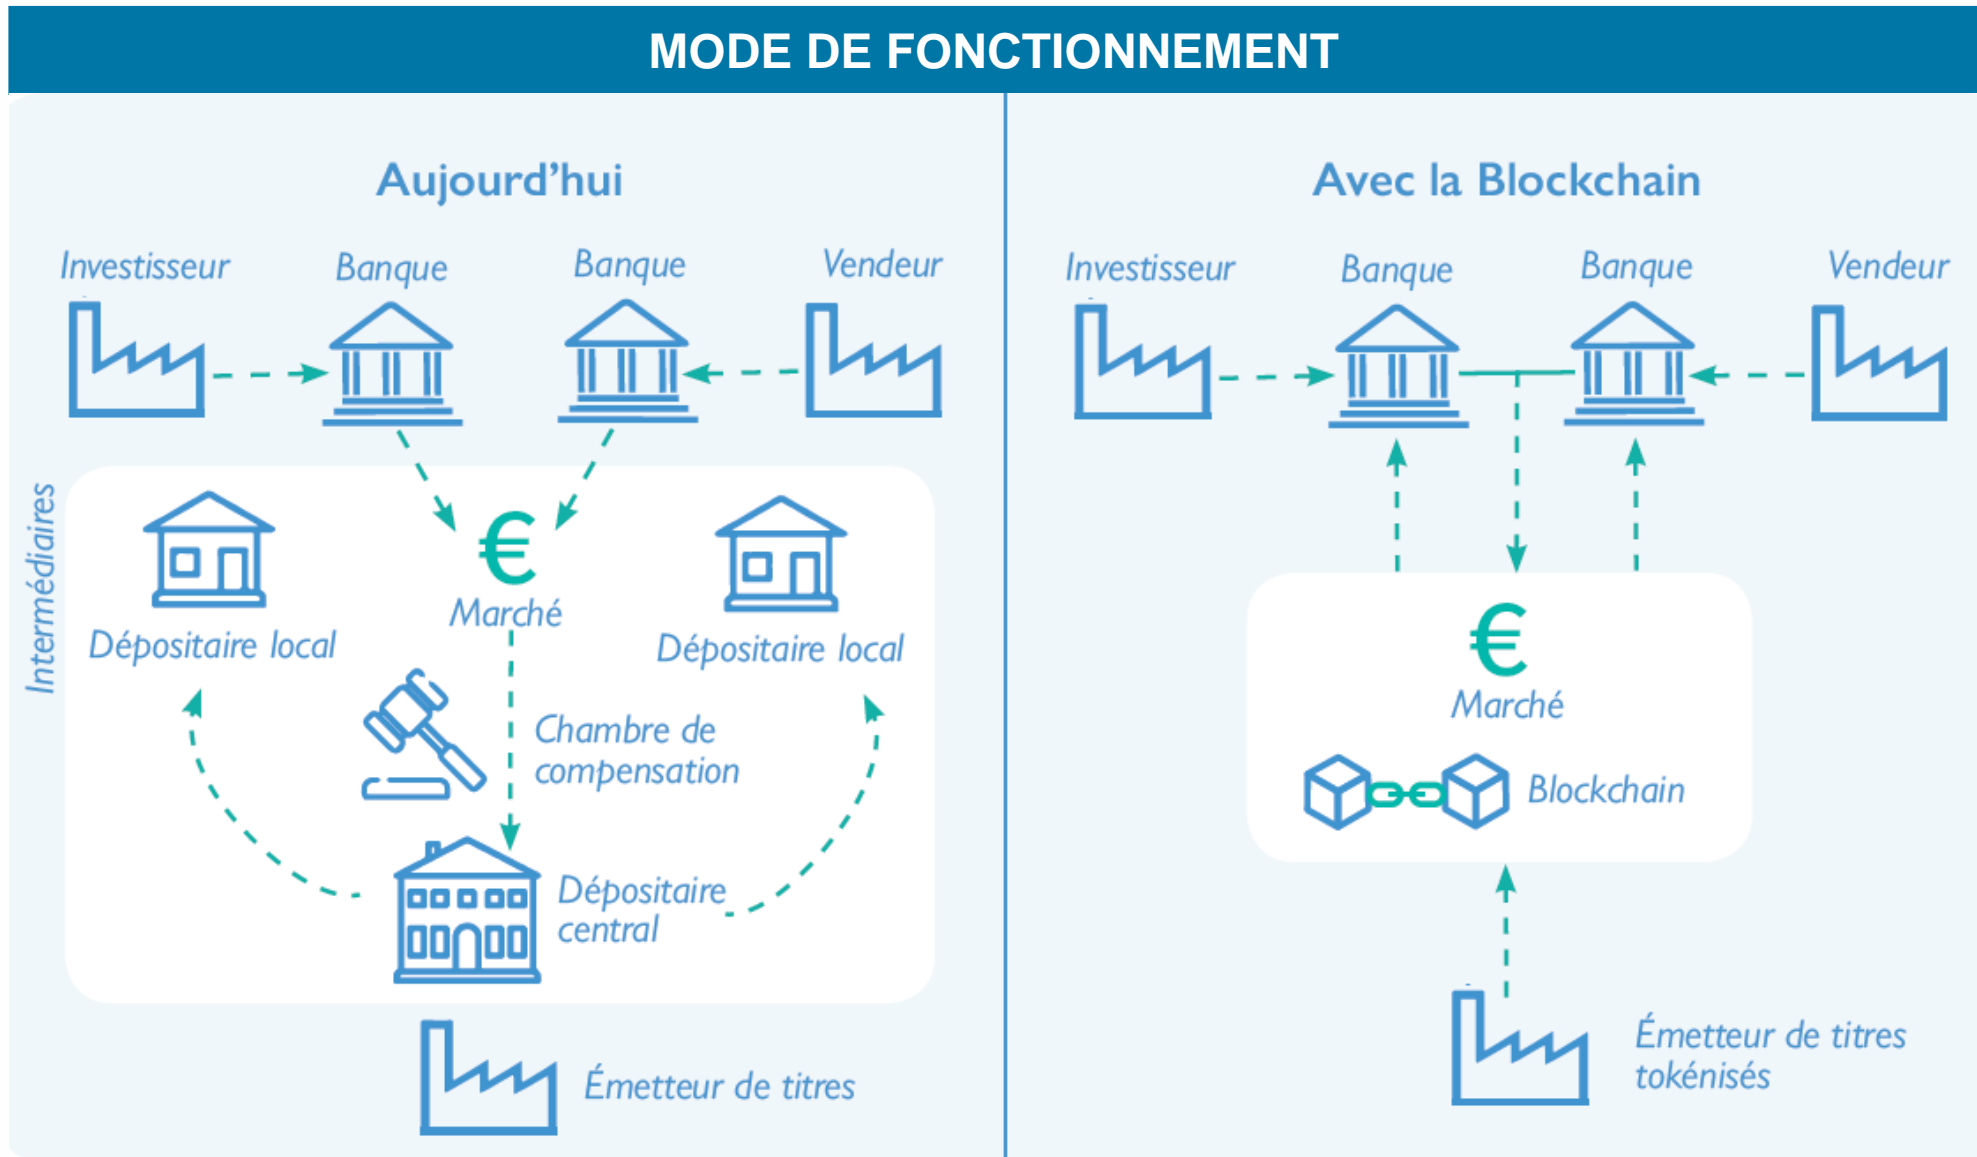 MODE DE FONCTIONNEMENT
Aujourd’hui
Investisseur
Banque
Banque
Vendeur
Intermédiaires
Dépositaire local
€
Marché
Dépositaire local
Chambre de
compensation
Dépositaire
central
Émetteur de titres
Avec la Blockchain
Investisseur
Banque
Banque
Vendeur
€
Marché
Blockchain
Émetteur de titres
tokénisés